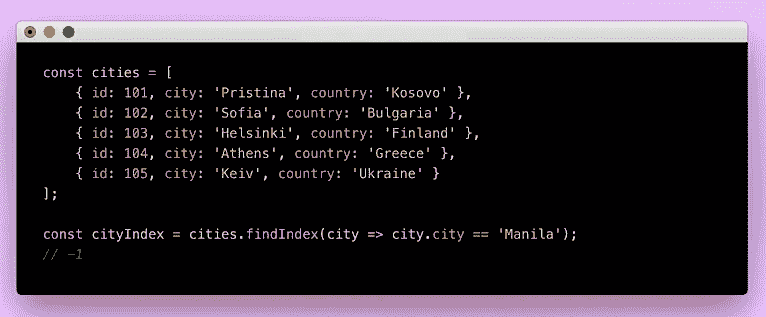 const cities = [
    { id: 101, city: 'Pristina', country: 'Kosovo' },
    { id: 102, city: 'Sofia', country: 'Bulgaria' },
    { id: 103, city: 'Helsinki', country: 'Finland' },
    { id: 104, city: 'Athens', country: 'Greece' },
    { id: 105, city: 'Keiv', country: 'Ukraine' }
];
const cityIndex = cities.findIndex(city => city.city == 'Manila');
// -1